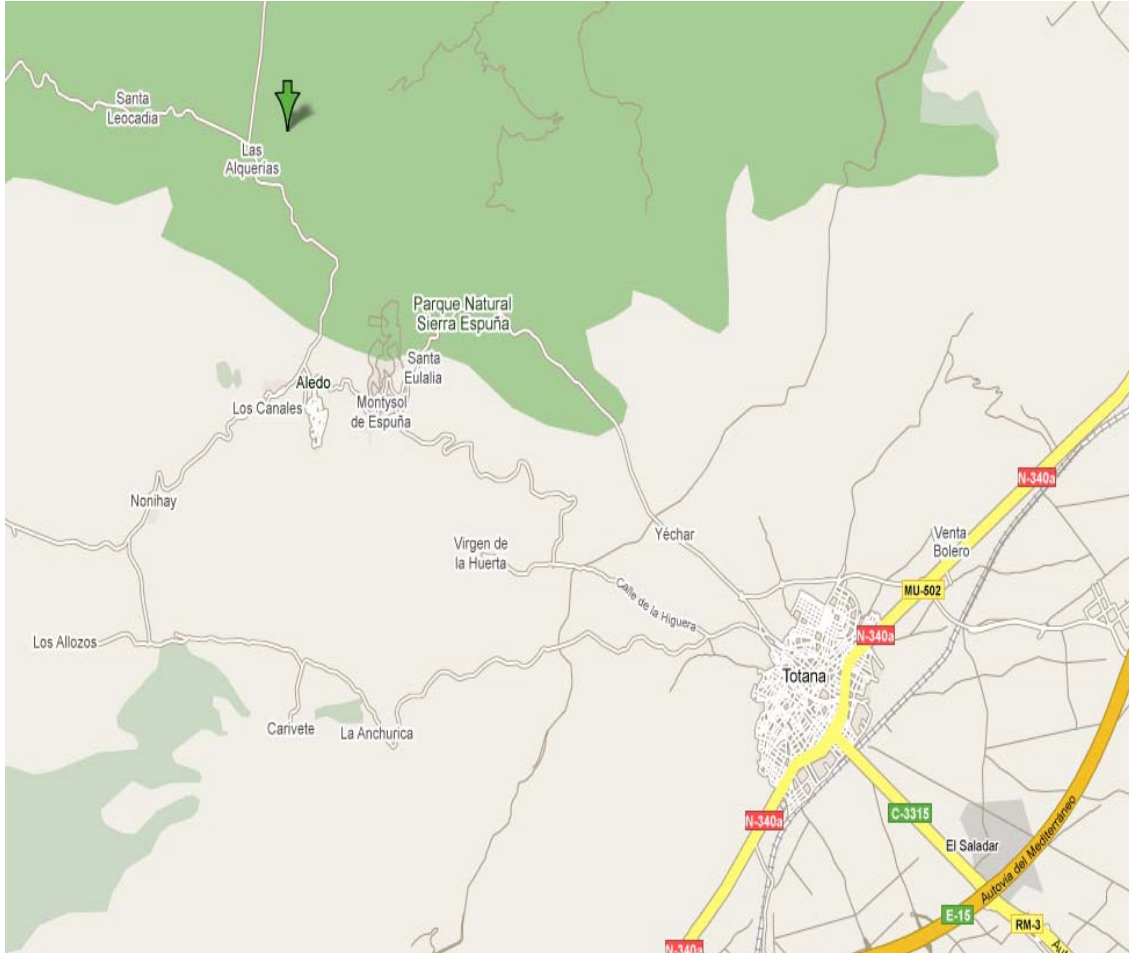 Santa
Leocadia
Las
Alquerias
Parque Natural
Sierra Espuña
Santa
Eulalia
Aledo
Los Canales
Montysol
de Espuña
N-340a
Nonihay
Venta
Bolero
Yéchar
Virgen de
la Huerta
MU-502
Calle de la Higuera
Los Allozos
N-340a
Totana
Carivete
La Anchurica
N-340a
C-3315
El Saladar
Autovía del Mediterráneo
E-15
RM-3
N-340a